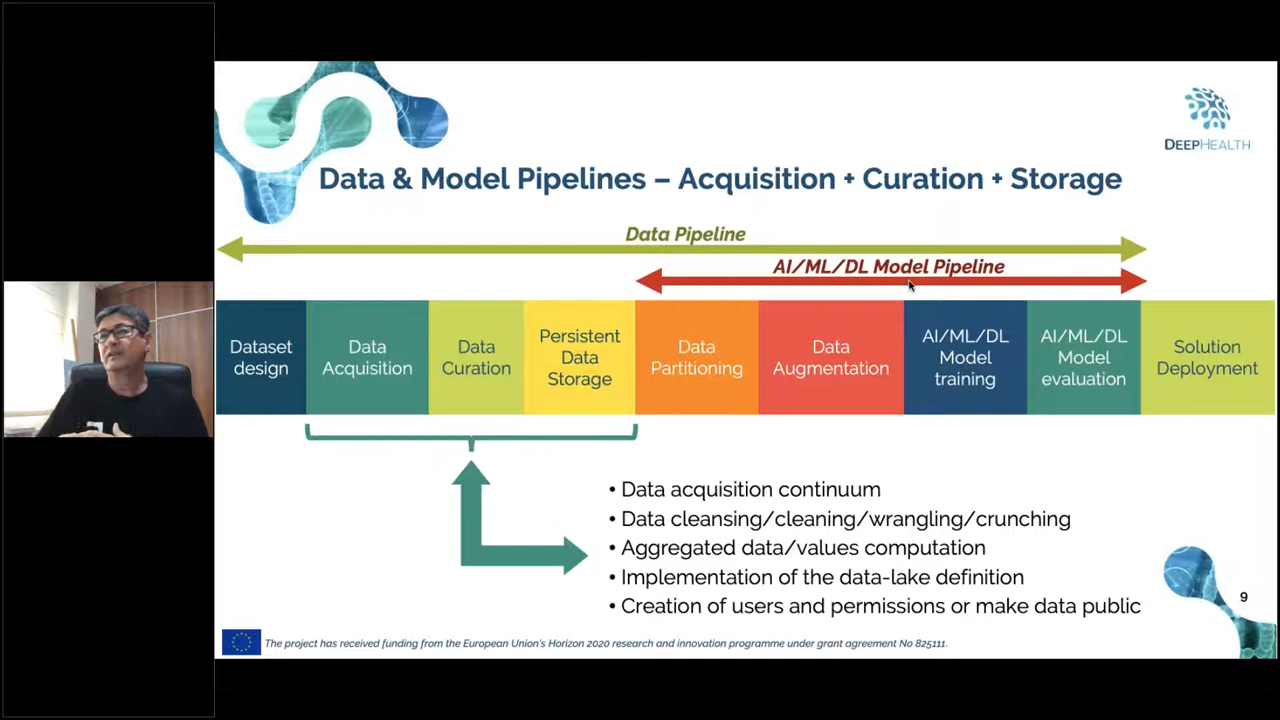 DEEPHEALTH
Data & Model Pipelines – Acquisition + Curation + Storage
Data Pipeline
AI/ML/DL Model Pipeline
Dataset
design
Data
Acquisition
Data
Curation
Persistent
Data
Storage
Data
Partitioning
Data
Augmentation
AI/ML/DL
Model
training
AI/ML/DL
Model
evaluation
Solution
Deployment
• Data acquisition continuum
• Data cleansing/cleaning/wrangling/crunching
• Aggregated data/values computation
• Implementation of the data-lake definition
• Creation of users and permissions or make data public
9
The project has received funding from the European Union's Horizon 2020 research and innovation programme under grant agreement No 825111.